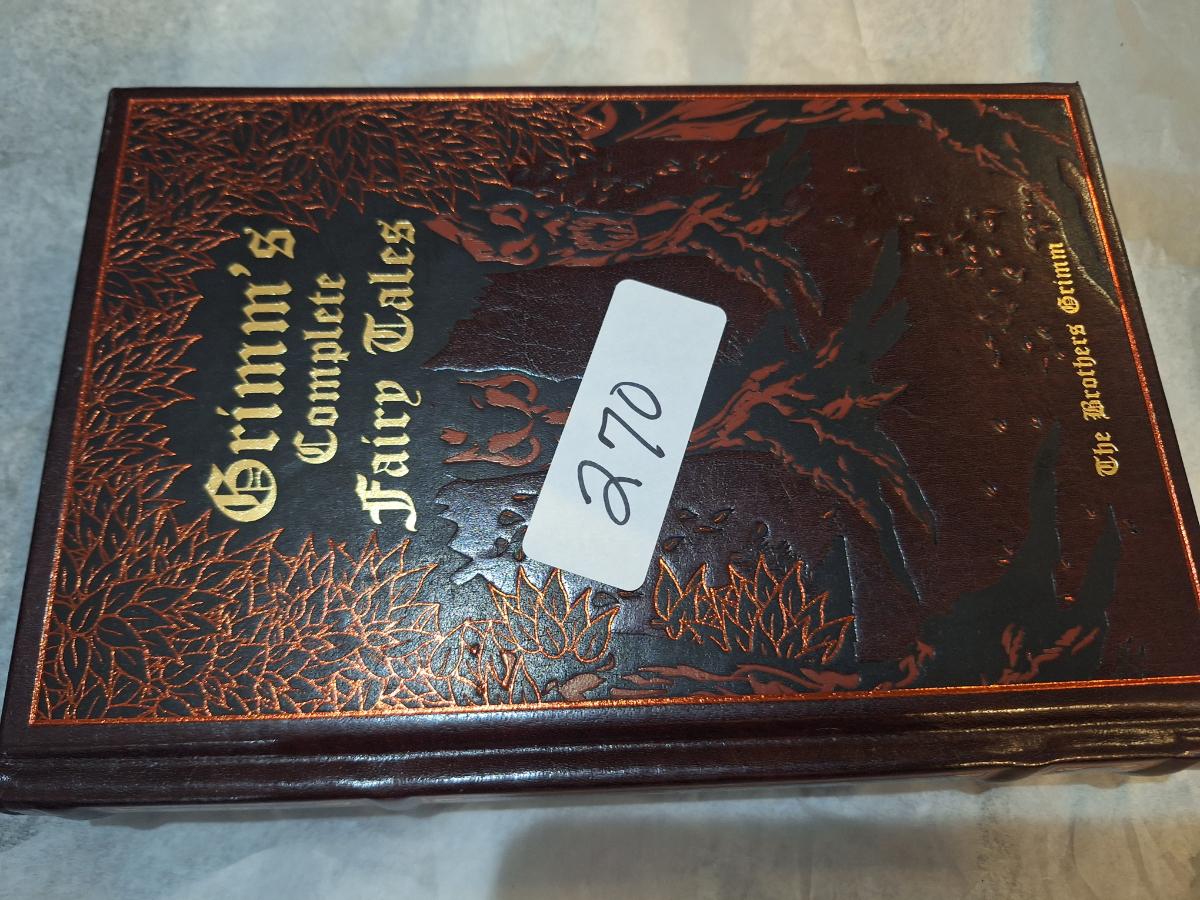 Grimm's
Complete
Fairy Tales
270
The Brothers Grimm